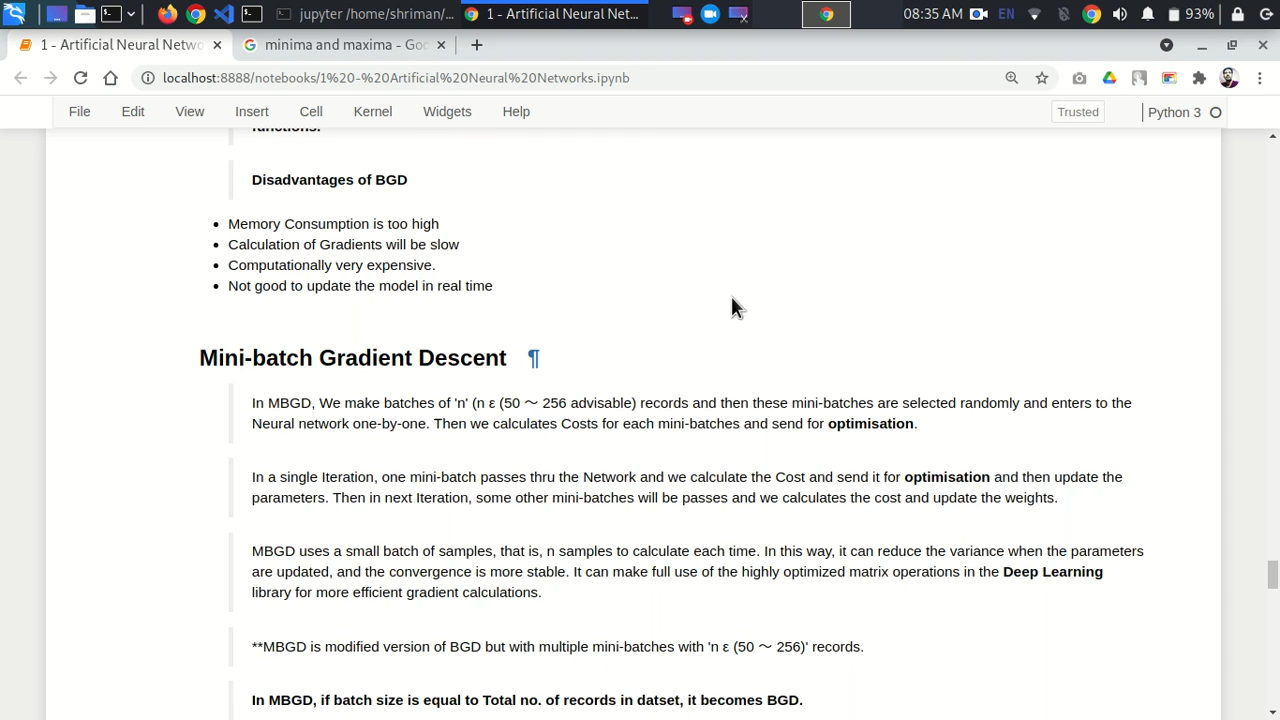 jupyter /home/shriman/...
1 - Artificial Neural Net...
08:35 AM
EN
93%
1 - Artificial Neural Netwo
minima and maxima - Goo
localhost:8888/notebooks/1%20-%20Artificial%20Neural%20Networks.ipynb
File Edit View Insert Cell Kernel Widgets Help
Trusted
Python 3
functions.
Disadvantages of BGD
• Memory Consumption is too high
• Calculation of Gradients will be slow
• Computationally very expensive.
• Not good to update the model in real time
Mini-batch Gradient Descent ¶
In MBGD, We make batches of 'n' (n ε (50 ～ 256 advisable) records and then these mini-batches are selected randomly and enters to the
Neural network one-by-one. Then we calculates Costs for each mini-batches and send for optimisation.
In a single Iteration, one mini-batch passes thru the Network and we calculate the Cost and send it for optimisation and then update the
parameters. Then in next Iteration, some other mini-batches will be passes and we calculates the cost and update the weights.
MBGD uses a small batch of samples, that is, n samples to calculate each time. In this way, it can reduce the variance when the parameters
are updated, and the convergence is more stable. It can make full use of the highly optimized matrix operations in the Deep Learning
library for more efficient gradient calculations.
**MBGD is modified version of BGD but with multiple mini-batches with 'n ε (50 ～ 256)' records.
In MBGD, if batch size is equal to Total no. of records in datset, it becomes BGD.